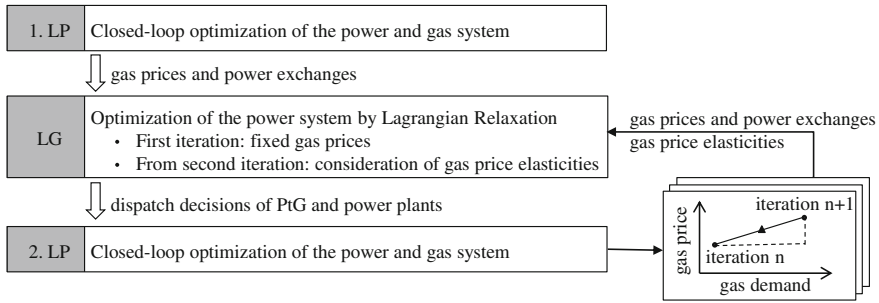 1. LP
Closed-loop optimization of the power and gas system
gas prices and power exchanges
LG
Optimization of the power system by Lagrangian Relaxation
• First iteration: fixed gas prices
• From second iteration: consideration of gas price elasticities
gas prices and power exchanges
gas price elasticities
dispatch decisions of PtG and power plants
2. LP
Closed-loop optimization of the power and gas system
gas price
iteration n+1
iteration n
gas demand